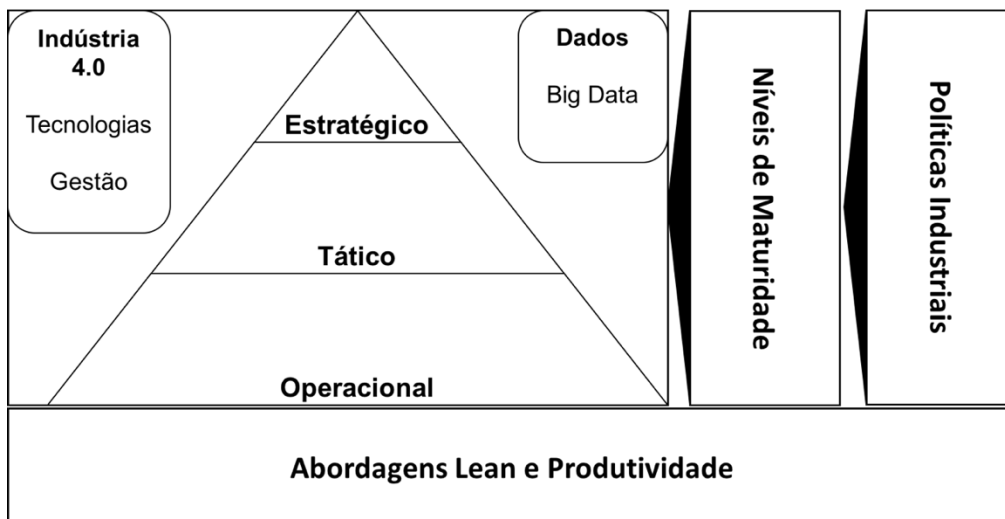 Indústria
4.0
Tecnologias
Gestão
Estratégico
Tático
Operacional
Dados
Big Data
Níveis de Maturidade
Políticas Industriais
Abordagens Lean e Produtividade